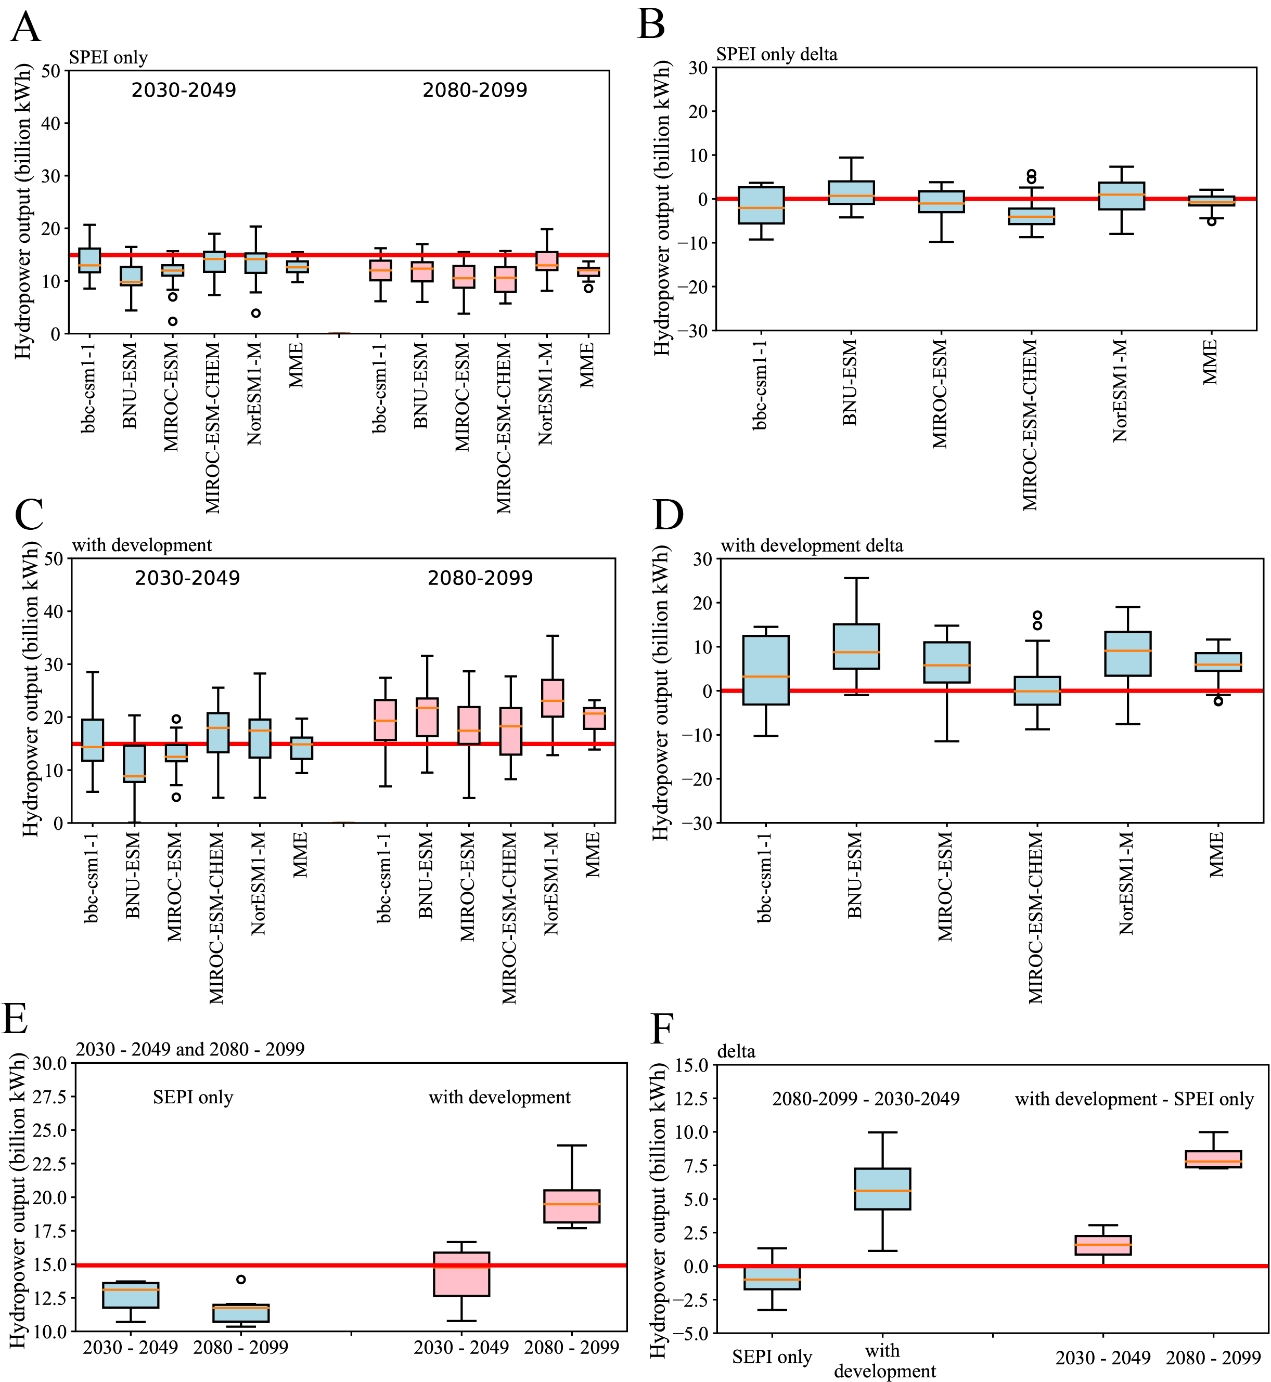 A
SPEI only
2030-2049
2080-2099
Hydropower output (billion kWh)
50
40
30
20
10
0
bbc-csm1-1
BNU-ESM
MIROC-ESM
MIROC-ESM-CHEM
NorESM1-M
MME
bbc-csm1-1
BNU-ESM
MIROC-ESM
MIROC-ESM-CHEM
NorESM1-M
MME
B
SPEI only delta
Hydropower output (billion kWh)
30
20
10
0
−10
−20
−30
bbc-csm1-1
BNU-ESM
MIROC-ESM
MIROC-ESM-CHEM
NorESM1-M
MME
C
with development
2030-2049
2080-2099
Hydropower output (billion kWh)
50
40
30
20
10
0
bbc-csm1-1
BNU-ESM
MIROC-ESM
MIROC-ESM-CHEM
NorESM1-M
MME
bbc-csm1-1
BNU-ESM
MIROC-ESM
MIROC-ESM-CHEM
NorESM1-M
MME
D
with development delta
Hydropower output (billion kWh)
30
20
10
0
−10
−20
−30
bbc-csm1-1
BNU-ESM
MIROC-ESM
MIROC-ESM-CHEM
NorESM1-M
MME
E
2030 - 2049 and 2080 - 2099
SEPI only
with development
Hydropower output (billion kWh)
30.0
27.5
25.0
22.5
20.0
17.5
15.0
12.5
10.0
2030 - 2049
2080 - 2099
2030 - 2049
2080 - 2099
F
delta
2080-2099 - 2030-2049
with development - SPEI only
Hydropower output (billion kWh)
15.0
12.5
10.0
7.5
5.0
2.5
0.0
−2.5
−5.0
SEPI only
with
development
2030 - 2049
2080 - 2099